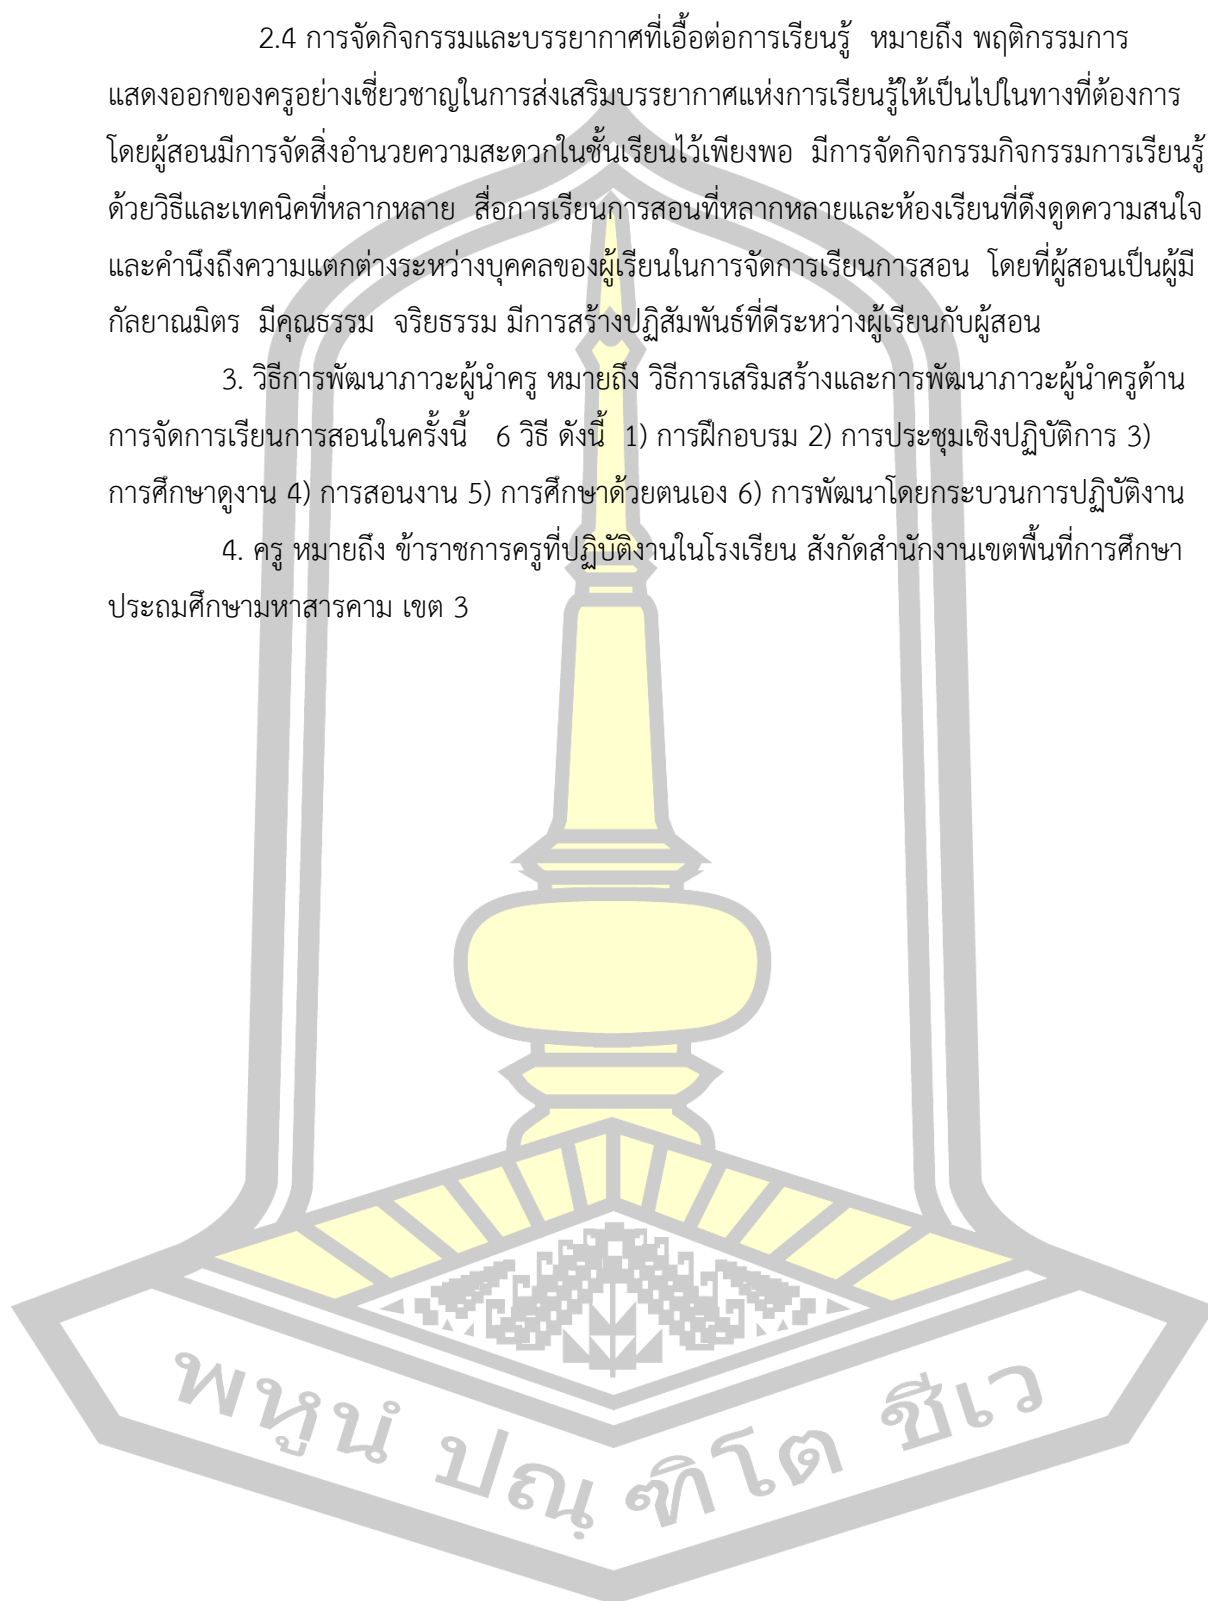 2.4 การจัดกิจกรรมและบรรยากาศที่เอื้อต่อการเรียนรู้ หมายถึง พฤติกรรมการ
แสดงออกของครูอย่างเชี่ยวชาญในการส่งเสริมบรรยากาศแห่งการเรียนรู้ให้เป็นไปในทางที่ต้องการ
โดยผู้สอนมีการจัดสิ่งอำนวยความสะดวกในชั้นเรียนไว้เพียงพอ มีการจัดกิจกรรมกิจกรรมการเรียนรู้
ด้วยวิธีและเทคนิคที่หลากหลาย สื่อการเรียนการสอนที่หลากหลายและห้องเรียนที่ดึงดูดความสนใจ
และคำนึงถึงความแตกต่างระหว่างบุคคลของผู้เรียนในการจัดการเรียนการสอน โดยที่ผู้สอนเป็นผู้มี
กัลยาณมิตร มีคุณธรรม จริยธรรม มีการสร้างปฏิสัมพันธ์ที่ดีระหว่างผู้เรียนกับผู้สอน
3. วิธีการพัฒนาภาวะผู้นำครู หมายถึง วิธีการเสริมสร้างและการพัฒนาภาวะผู้นำครูด้าน
การจัดการเรียนการสอนในครั้งนี้ 6 วิธี ดังนี้ 1) การฝึกอบรม 2) การประชุมเชิงปฏิบัติการ 3)
การศึกษาดูงาน 4) การสอนงาน 5) การศึกษาด้วยตนเอง 6) การพัฒนาโดยกระบวนการปฏิบัติงาน
4. ครู หมายถึง ข้าราชการครูที่ปฏิบัติงานในโรงเรียน สังกัดสำนักงานเขตพื้นที่การศึกษา
ประถมศึกษามหาสารคาม เขต 3
พหูนํ ปณฺฑิโต ชีเว